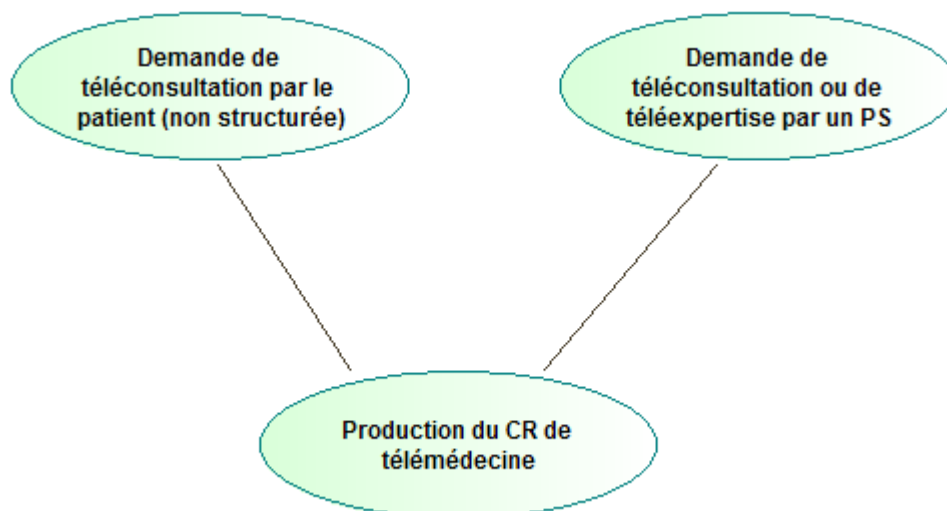 Demande de
téléconsultation par le
patient (non structurée)
Demande de
téléconsultation ou de
téléexpertise par un PS
Production du CR de
télémédecine